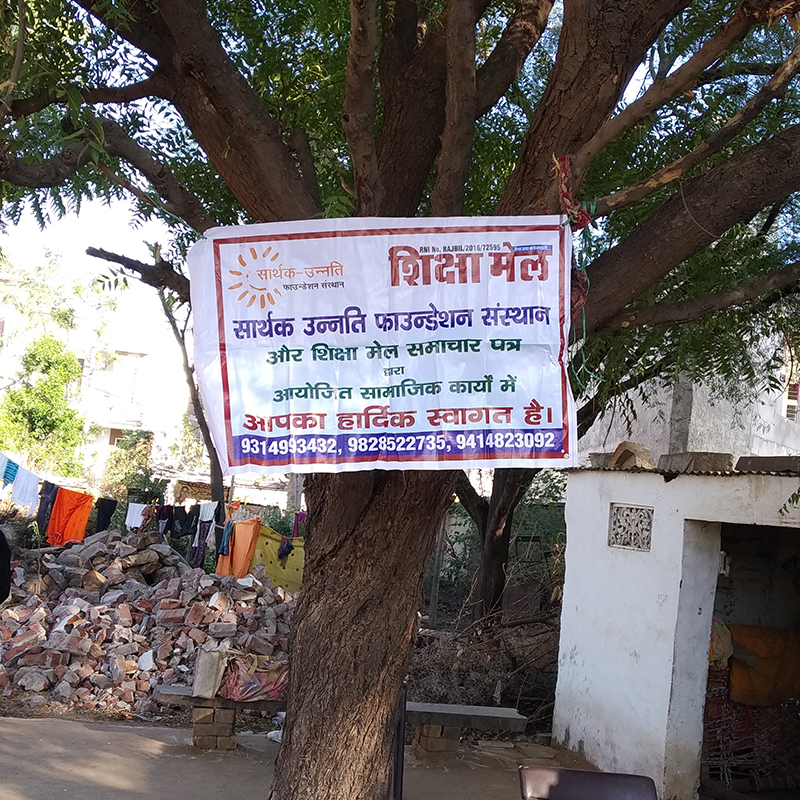 RNI No. RAJBIL/2016/72595
सार्थक-उन्नति
फाउन्डेशन संस्थान
शिक्षा मेल
सार्थक उन्नति फाउन्डेशन संस्थान
और शिक्षा मेल समाचार पत्र
द्वारा
आयोजित सामाजिक कार्यों में
आपका हार्दिक स्वागत है।
9314993432, 9828522735, 9414823092